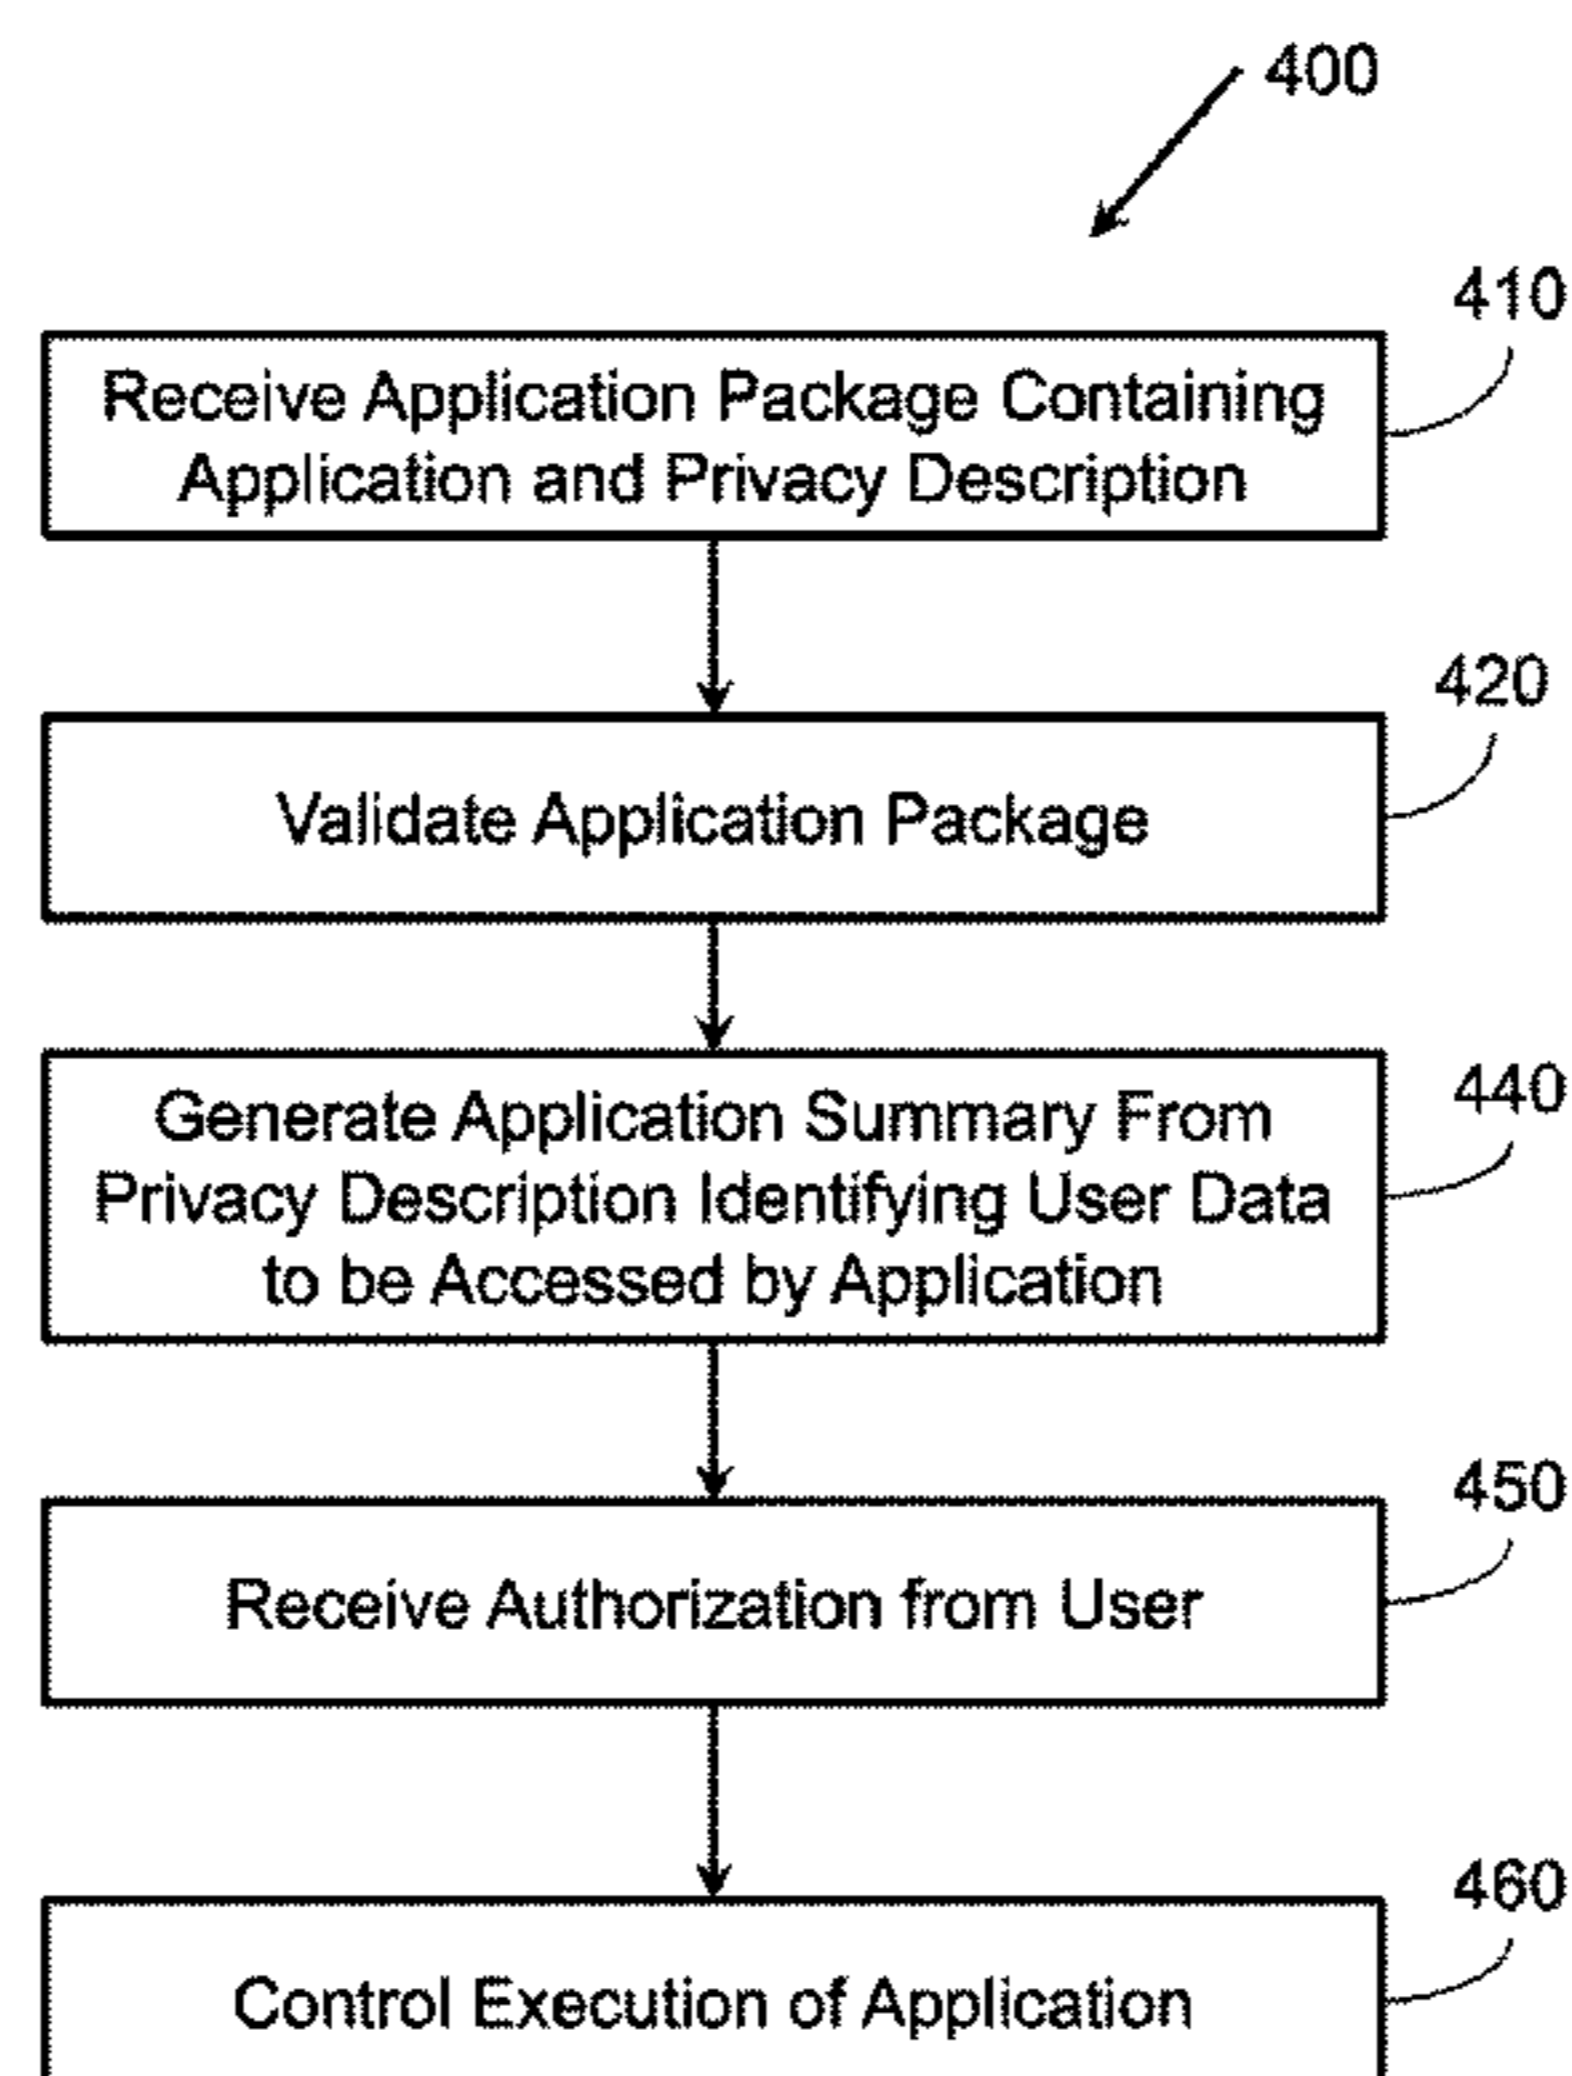 400
410
Receive Application Package Containing
Application and Privacy Description
420
Validate Application Package
440
Generate Application Summary From
Privacy Description Identifying User Data
to be Accessed by Application
450
Receive Authorization from User
460
Control Execution of Application